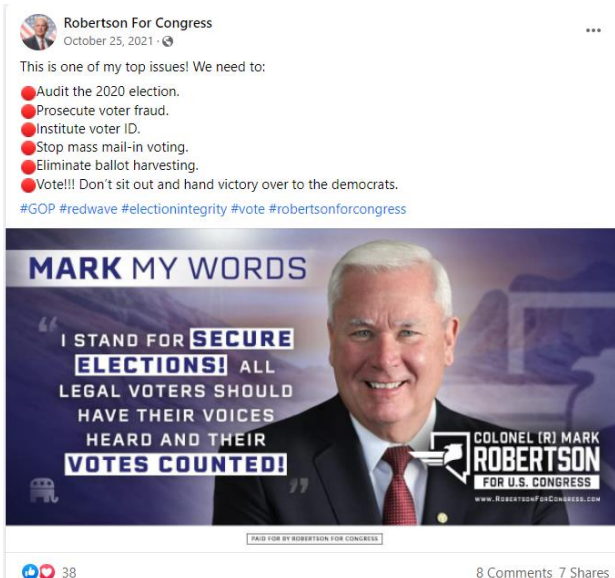 Robertson For Congress
October 25, 2021 ·
This is one of my top issues! We need to:
Audit the 2020 election.
Prosecute voter fraud.
Institute voter ID.
Stop mass mail-in voting.
Eliminate ballot harvesting.
Vote!!! Don't sit out and hand victory over to the democrats.
#GOP #redwave #electionintegrity #vote #robertsonforcongress
MARK MY WORDS
“ I STAND FOR SECURE
ELECTIONS! ALL
LEGAL VOTERS SHOULD
HAVE THEIR VOICES
HEARD AND THEIR
VOTES COUNTED! ”
COLONEL (R) MARK
ROBERTSON
FOR U.S. CONGRESS
WWW.ROBERTSONFORCONGRESS.COM
PAID FOR BY ROBERTSON FOR CONGRESS
38
8 Comments 7 Shares